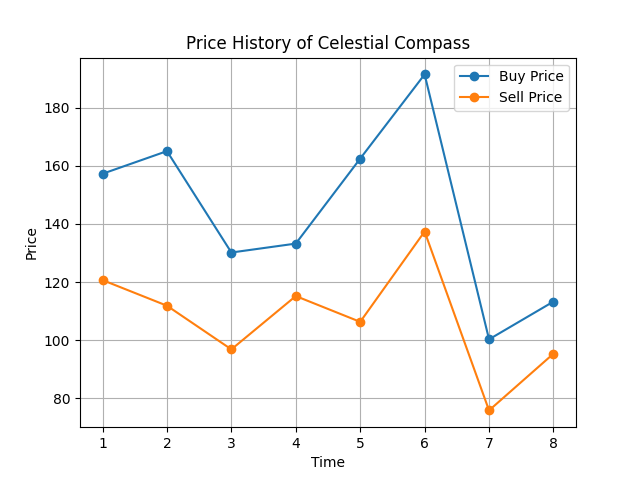 Price History of Celestial Compass
Buy Price
Sell Price
Price
180
160
140
120
100
80
1 2 3 4 5 6 7 8
Time